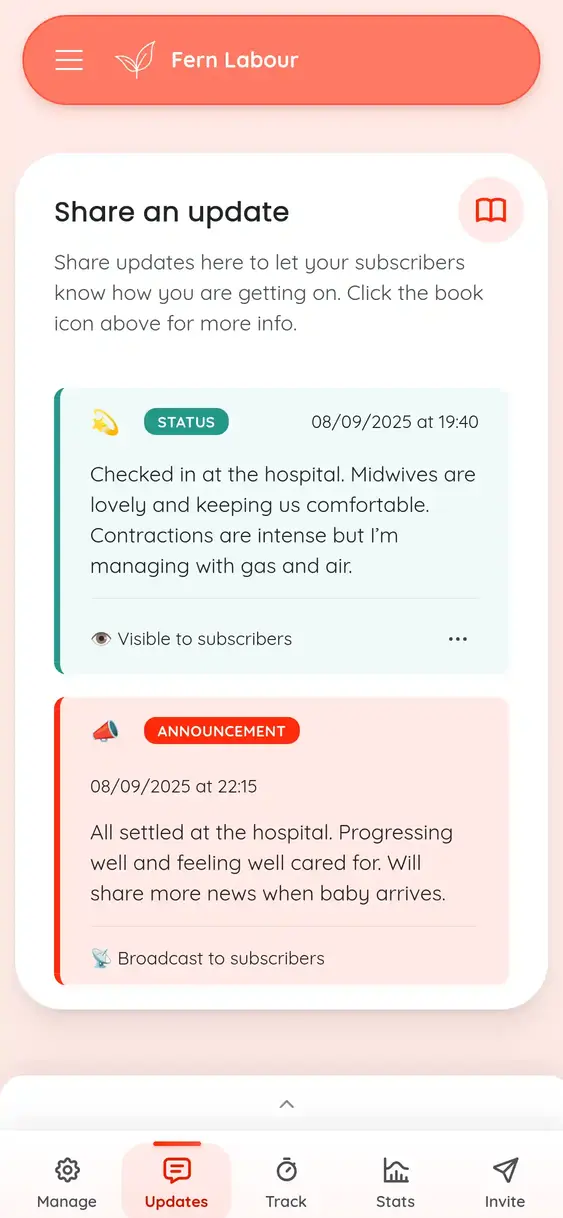 Fern Labour
Share an update
Share updates here to let your subscribers
know how you are getting on. Click the book
icon above for more info.
STATUS
08/09/2025 at 19:40
Checked in at the hospital. Midwives are
lovely and keeping us comfortable.
Contractions are intense but I’m
managing with gas and air.
Visible to subscribers
ANNOUNCEMENT
08/09/2025 at 22:15
All settled at the hospital. Progressing
well and feeling well cared for. Will
share more news when baby arrives.
Broadcast to subscribers
Manage
Updates
Track
Stats
Invite